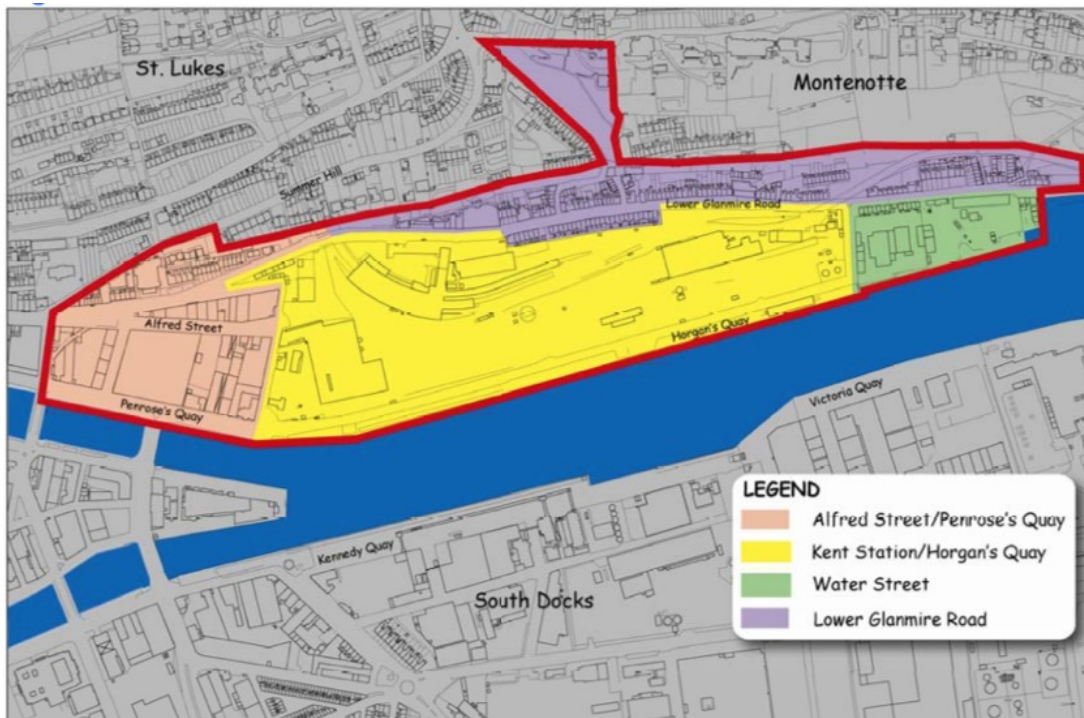 St. Lukes
Montenotte
Summer Hill
Lower Glanmire Road
Alfred Street
Horgan's Quay
Penrose's Quay
Victoria Quay
Kennedy Quay
South Docks
LEGEND
Alfred Street/Penrose's Quay
Kent Station/Horgan's Quay
Water Street
Lower Glanmire Road